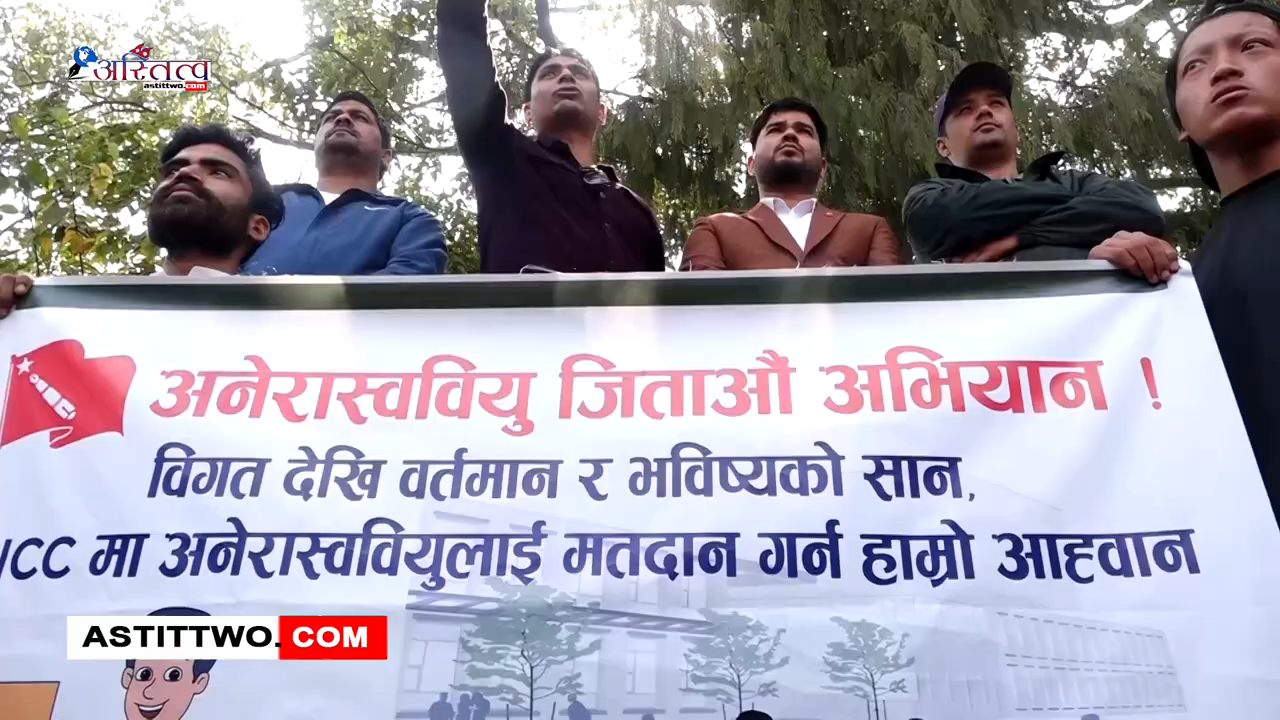 अस्तित्व
astittwo.com
अनेरास्ववियु जिताऔं अभियान !
विगत देखि वर्तमान र भविष्यको सान,
CC मा अनेरास्ववियुलाई मतदान गर्न हाम्रो आह्वान
ASTITTWO.COM